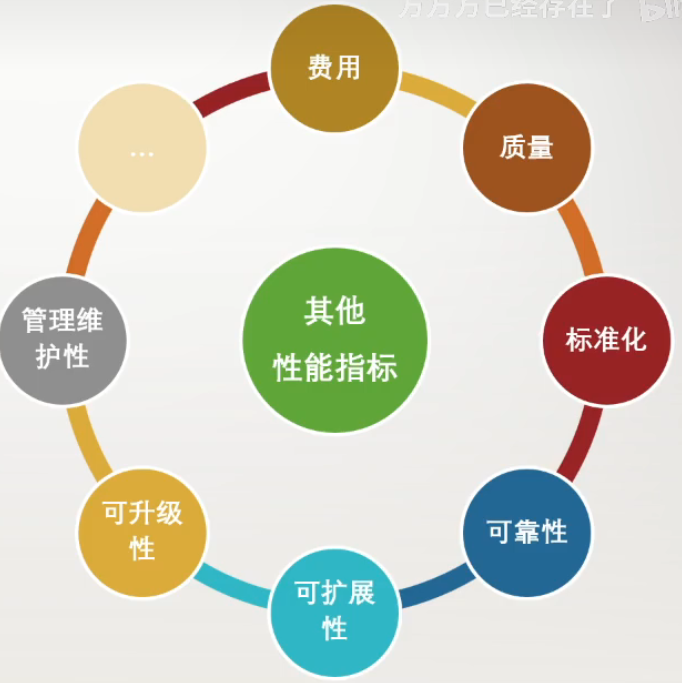 万万万已经存在了
费用
质量
...
其他
性能指标
管理维
护性
标准化
可升级
性
可靠性
可扩展
性